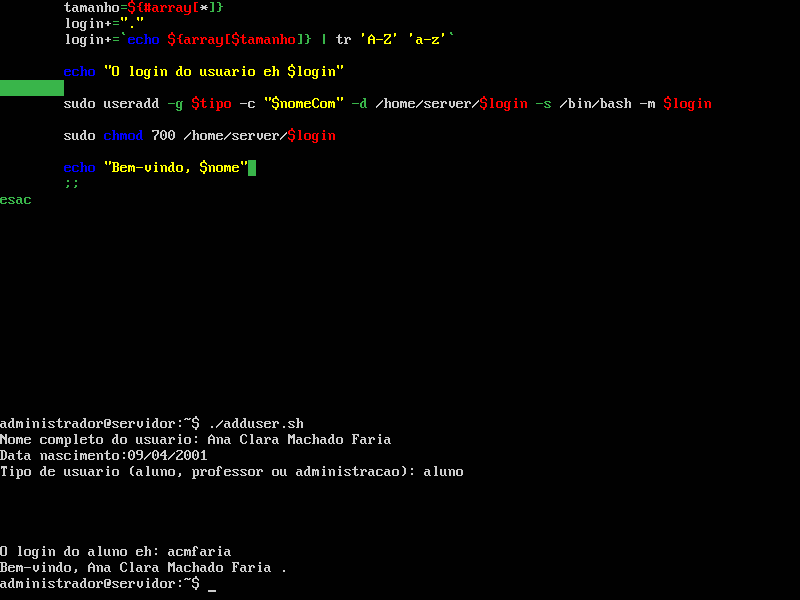 tamanho=${#array[*]}
login+="."
login+=`echo ${array[$tamanho]} | tr 'A-Z' 'a-z'`
echo "O login do usuario eh $login"
sudo useradd -g $tipo -c "$nomeCom" -d /home/server/$login -s /bin/bash -m $login
sudo chmod 700 /home/server/$login
echo "Bem-vindo, $nome"
;;
esac
administrador@servidor:~$ ./adduser.sh
Nome completo do usuario: Ana Clara Machado Faria
Data nascimento:09/04/2001
Tipo de usuario (aluno, professor ou administracao): aluno
O login do aluno eh: acmfaria
Bem-vindo, Ana Clara Machado Faria .
administrador@servidor:~$ _